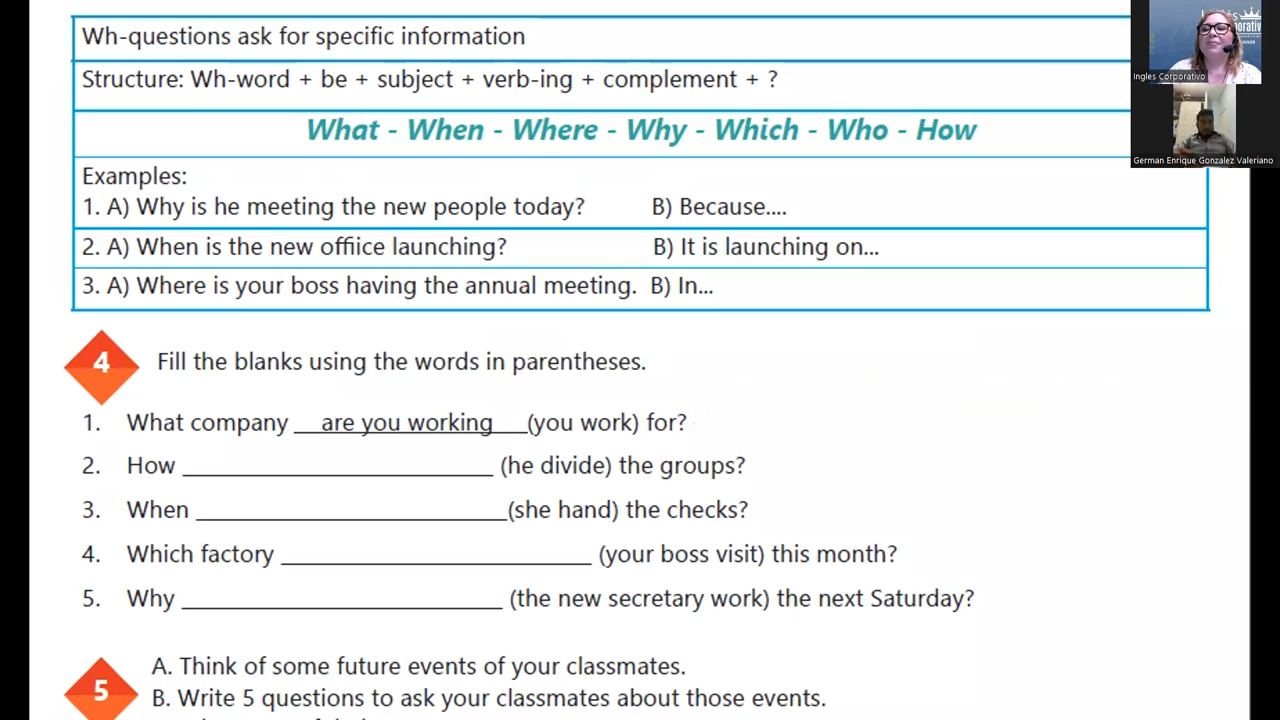 Wh-questions ask for specific information
Structure: Wh-word + be + subject + verb-ing + complement + ?
What - When - Where - Why - Which - Who - How
Examples:
1. A) Why is he meeting the new people today? B) Because....
2. A) When is the new office launching? B) It is launching on...
3. A) Where is your boss having the annual meeting. B) In...
4 Fill the blanks using the words in parentheses.
1. What company __are you working___(you work) for?
2. How ________________________ (he divide) the groups?
3. When ________________________(she hand) the checks?
4. Which factory ________________________ (your boss visit) this month?
5. Why _________________________ (the new secretary work) the next Saturday?
5 A. Think of some future events of your classmates.
B. Write 5 questions to ask your classmates about those events.
Ingles Corporativo
German Enrique Gonzalez Valeriano